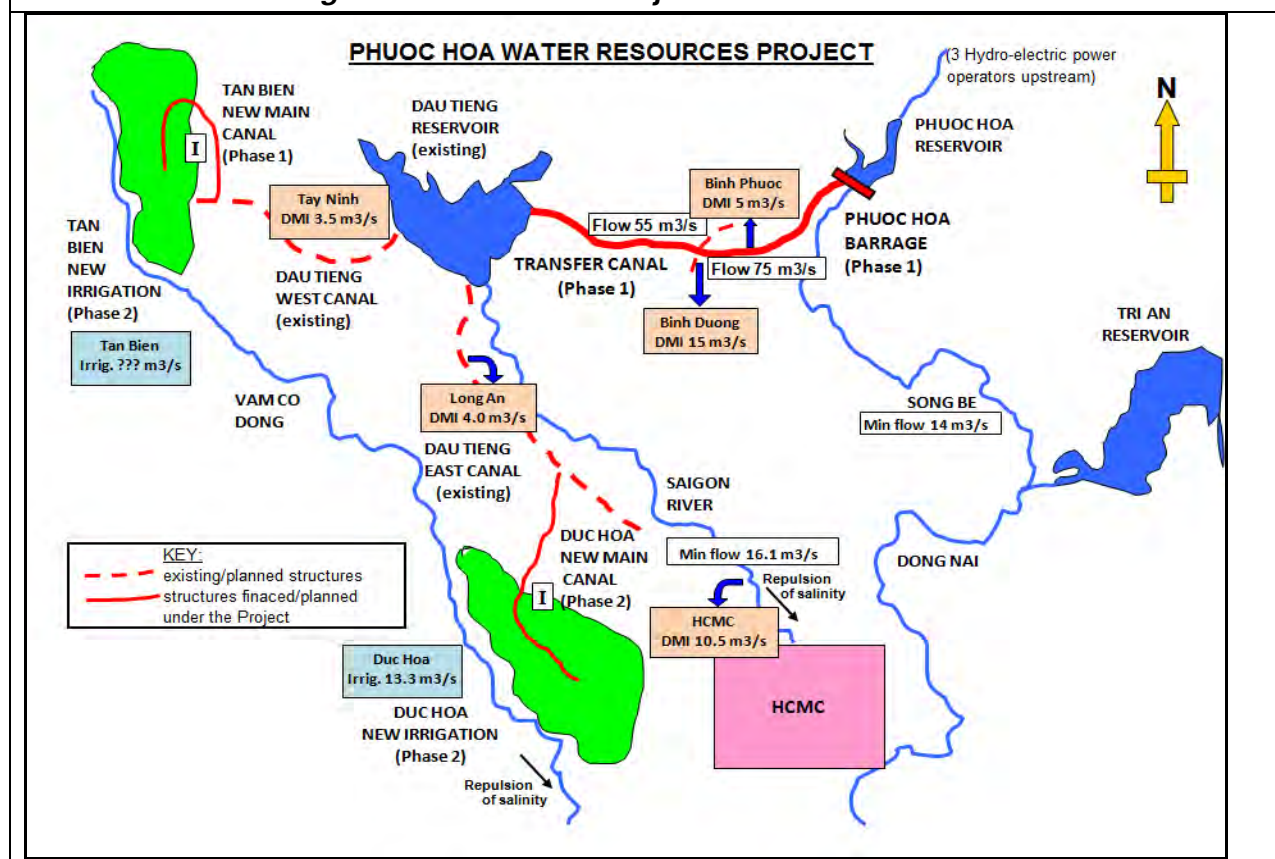 PHUOC HOA WATER RESOURCES PROJECT
(3 Hydro-electric power
operators upstream)
N
TAN BIEN
NEW MAIN
CANAL
(Phase 1)
I
DAU TIENG
RESERVOIR
(existing)
PHUOC HOA
RESERVOIR
Tay Ninh
DMI 3.5 m3/s
Binh Phuoc
DMI 5 m3/s
Flow 55 m3/s
PHUOC HOA
BARRAGE
(Phase 1)
TRANSFER CANAL
(Phase 1)
Flow 75 m3/s
TAN
BIEN
NEW
IRRIGATION
(Phase 2)
DAU TIENG
WEST CANAL
(existing)
Binh Duong
DMI 15 m3/s
TRI AN
RESERVOIR
Tan Bien
Irrig. ??? m3/s
VAM CO
DONG
Long An
DMI 4.0 m3/s
SONG BE
Min flow 14 m3/s
DAU TIENG
EAST CANAL
(existing)
SAIGON
RIVER
KEY:
existing/planned structures
structures finaced/planned
under the Project
DUC HOA
NEW MAIN
CANAL
(Phase 2)
I
Min flow 16.1 m3/s
DONG NAI
Repulsion
of salinity
HCMC
DMI 10.5 m3/s
Duc Hoa
Irrig. 13.3 m3/s
HCMC
DUC HOA
NEW IRRIGATION
(Phase 2)
Repulsion
of salinity